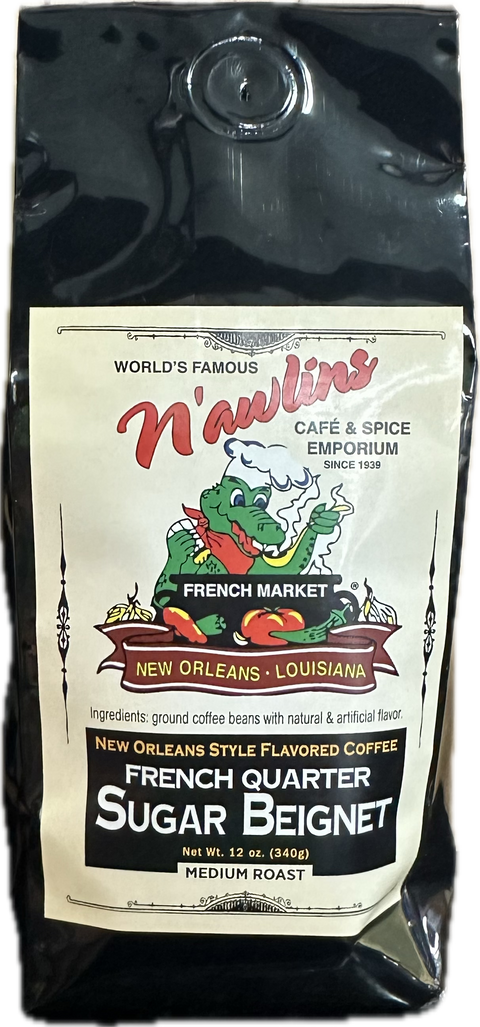 WORLD'S FAMOUS
N'awlins
CAFÉ & SPICE
EMPORIUM
SINCE 1939
FRENCH MARKET ®
NEW ORLEANS · LOUISIANA
Ingredients: ground coffee beans with natural & artificial flavor.
NEW ORLEANS STYLE FLAVORED COFFEE
FRENCH QUARTER
SUGAR BEIGNET
Net Wt. 12 oz. (340g)
MEDIUM ROAST